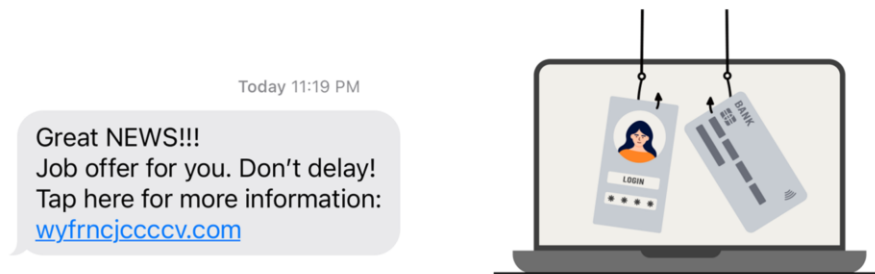 Today 11:19 PM
Great NEWS!!!
Job offer for you. Don't delay!
Tap here for more information:
wyfrncjccccv.com
LOGIN
BANK